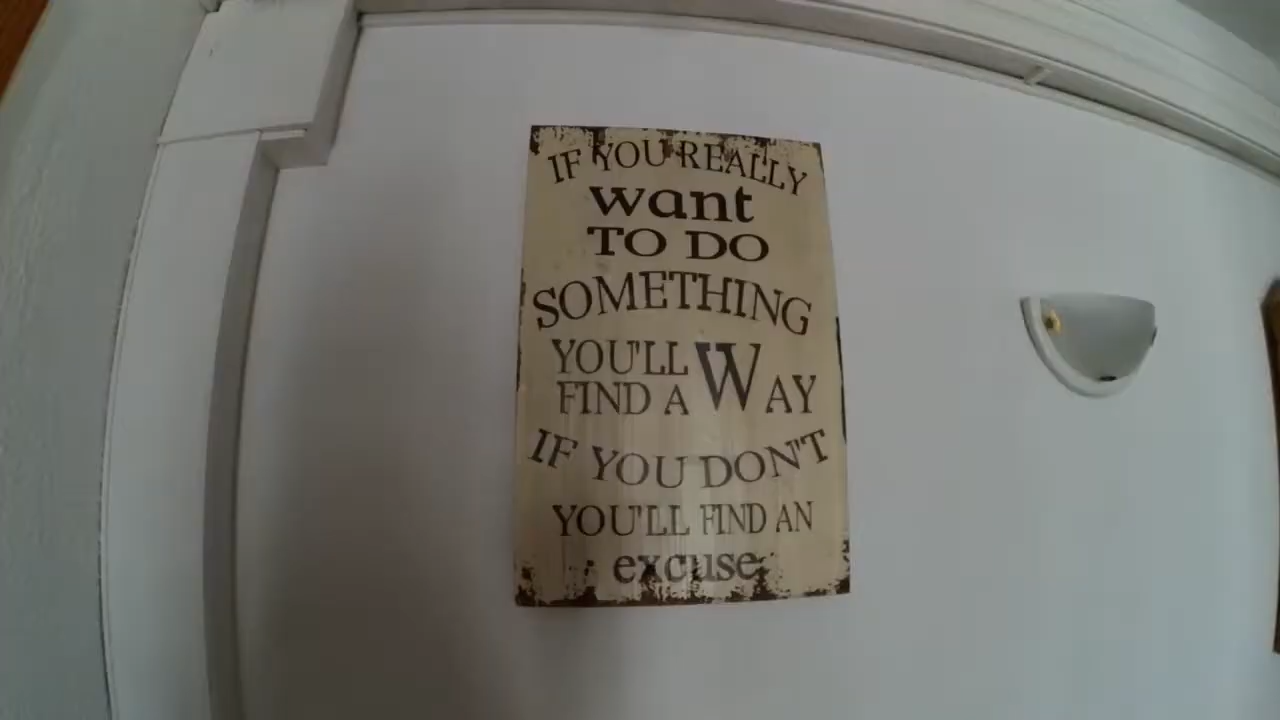 IF YOU REALLY
want
TO DO
SOMETHING
YOU'LL
FIND A WAY
IF YOU DON'T
YOU'LL FIND AN
excuse